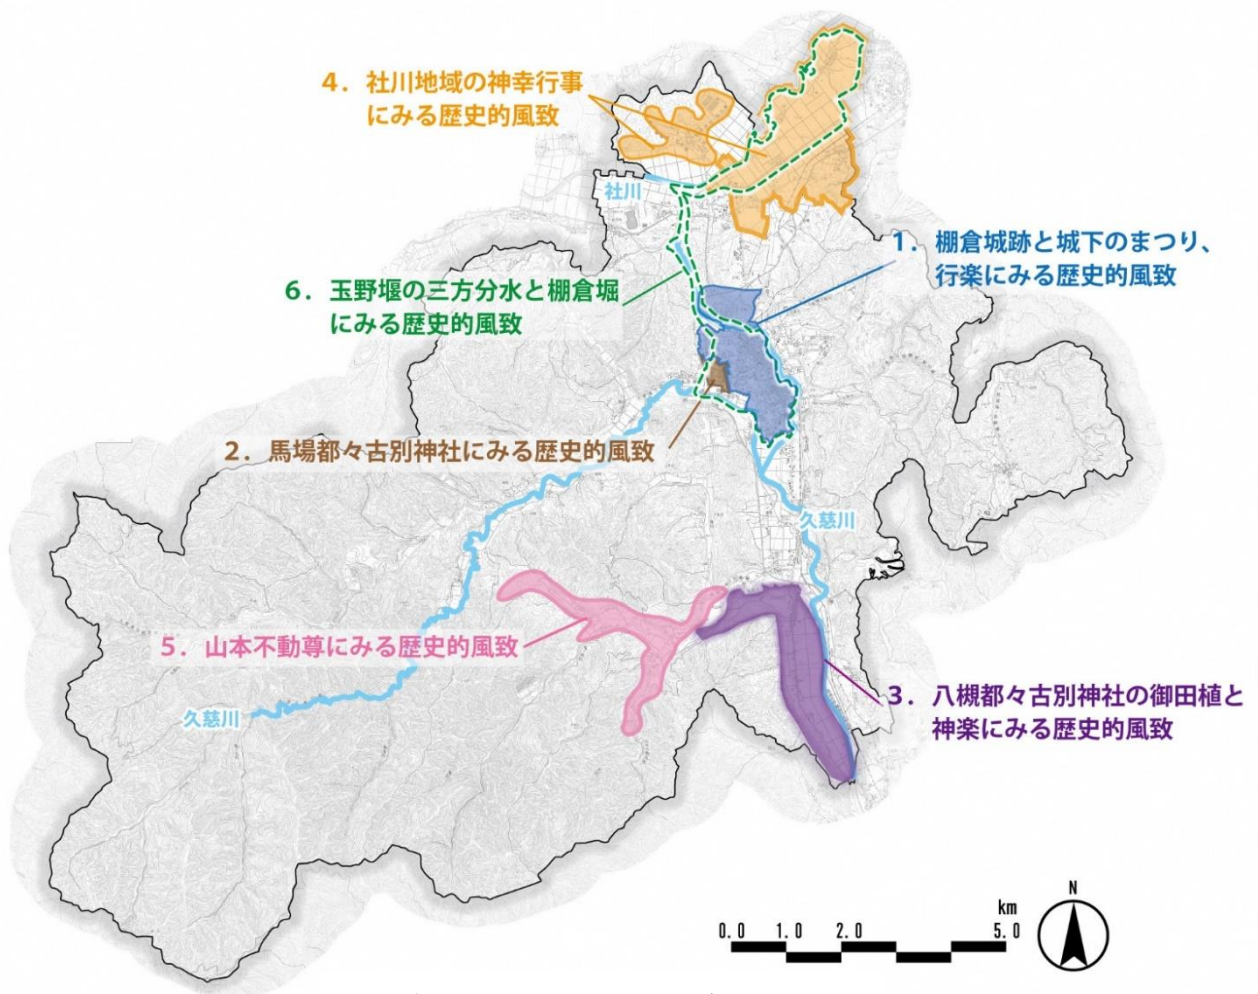 4. 社川地域の神幸行事
にみる歴史的風致
社川
1. 棚倉城跡と城下のまつり、
行楽にみる歴史的風致
6. 玉野堰の三方分水と棚倉堀
にみる歴史的風致
2. 馬場都々古別神社にみる歴史的風致
久慈川
5. 山本不動尊にみる歴史的風致
3. 八槻都々古別神社の御田植と
神楽にみる歴史的風致
久慈川
N
km
0.0 1.0 2.0 5.0